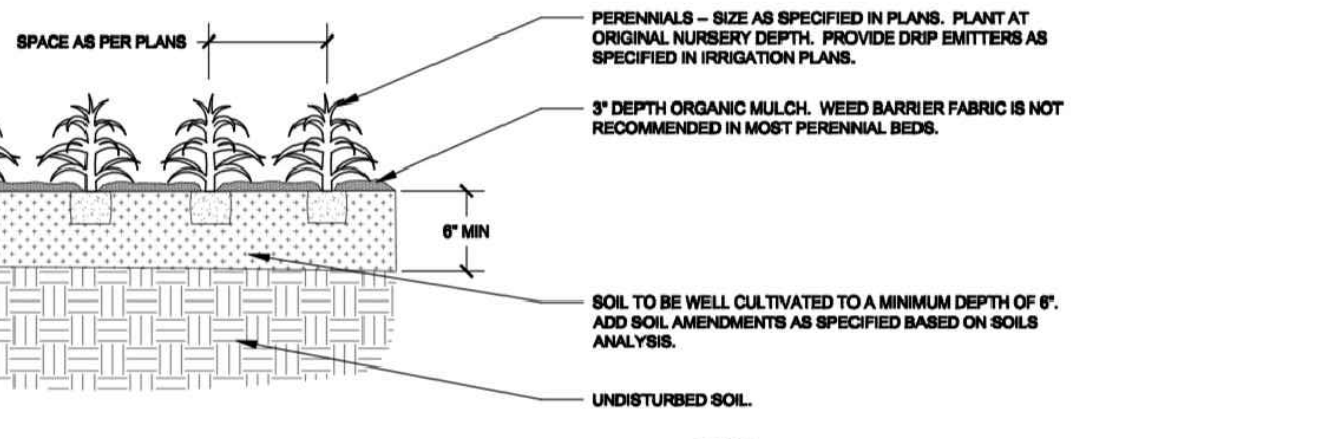 SPACE AS PER PLANS
PERENNIALS – SIZE AS SPECIFIED IN PLANS. PLANT AT
ORIGINAL NURSERY DEPTH. PROVIDE DRIP EMITTERS AS
SPECIFIED IN IRRIGATION PLANS.
3" DEPTH ORGANIC MULCH. WEED BARRIER FABRIC IS NOT
RECOMMENDED IN MOST PERENNIAL BEDS.
6" MIN
SOIL TO BE WELL CULTIVATED TO A MINIMUM DEPTH OF 6".
ADD SOIL AMENDMENTS AS SPECIFIED BASED ON SOILS
ANALYSIS.
UNDISTURBED SOIL.